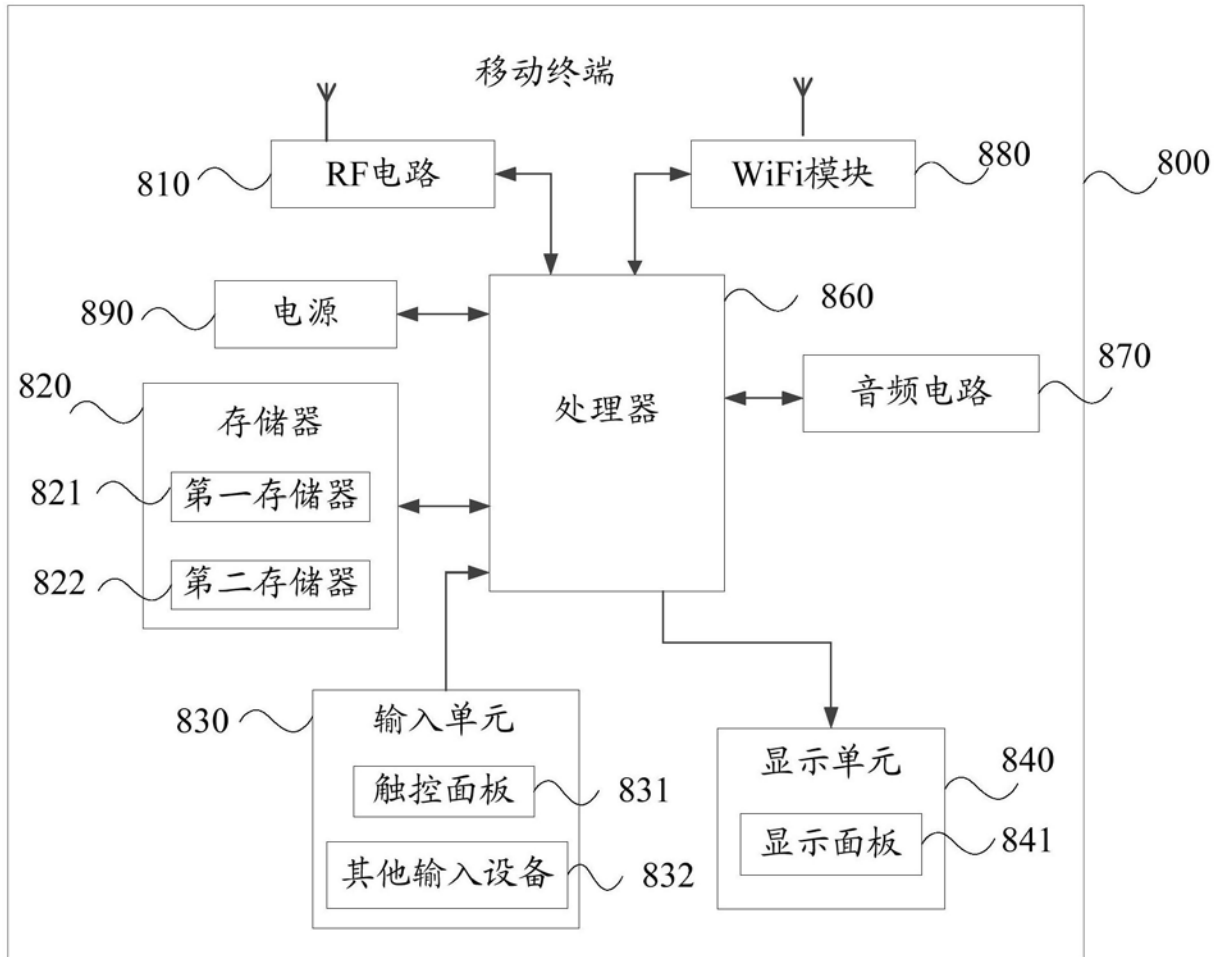 移动终端
810
RF电路
WiFi模块
880
800
890
电源
860
820
存储器
处理器
音频电路
870
821
第一存储器
822
第二存储器
830
输入单元
触控面板
831
其他输入设备
832
显示单元
840
显示面板
841